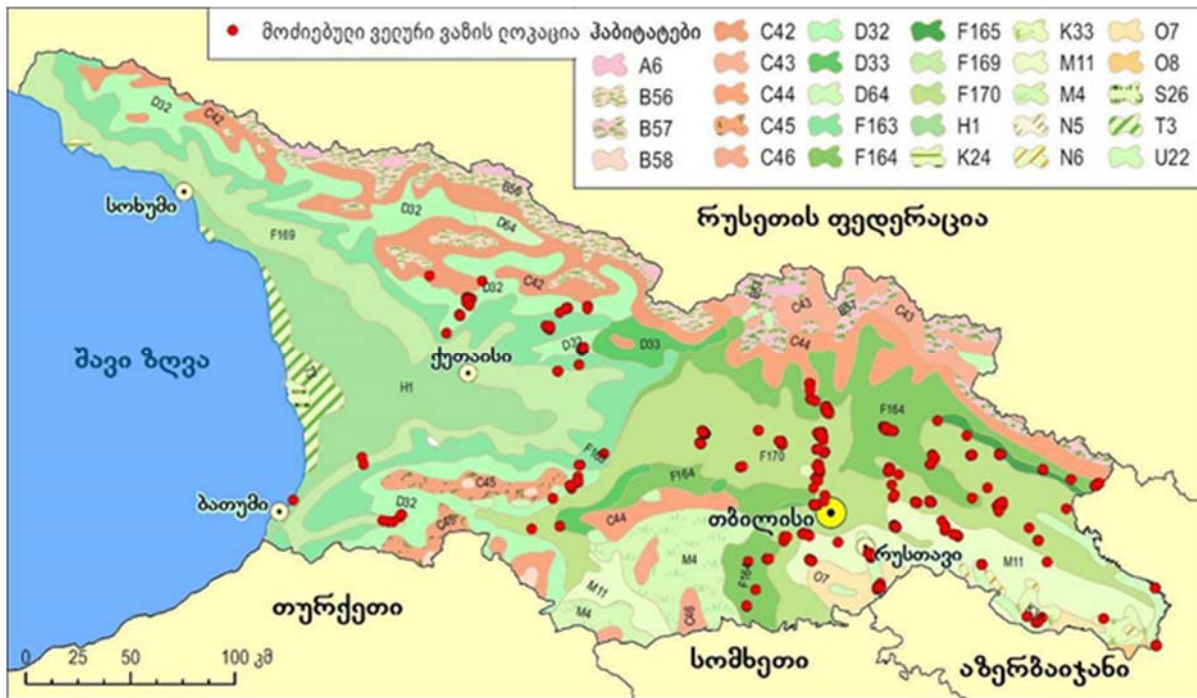 მოძიებული ველური ვაზის ლოკაცია
ჰაბიტატები
A6
B56
B57
B58
C42
C43
C44
C45
C46
D32
D33
D64
F163
F164
F165
F169
F170
H1
K24
K33
M11
M4
N5
N6
O7
O8
S26
T3
U22
D32
C42
B56
სოხუმი
D32
რუსეთის ფედერაცია
F169
D64
D32
C42
C43
B57
C43
შავი ზღვა
ქუთაისი
D32
D33
C44
H1
F164
F170
F164
C45
ბათუმი
D32
C44
თბილისი
რუსთავი
M4
F164
O7
M11
M11
M4
C46
თურქეთი
სომხეთი
აზერბაიჯანი
0 25 50 100 კმ